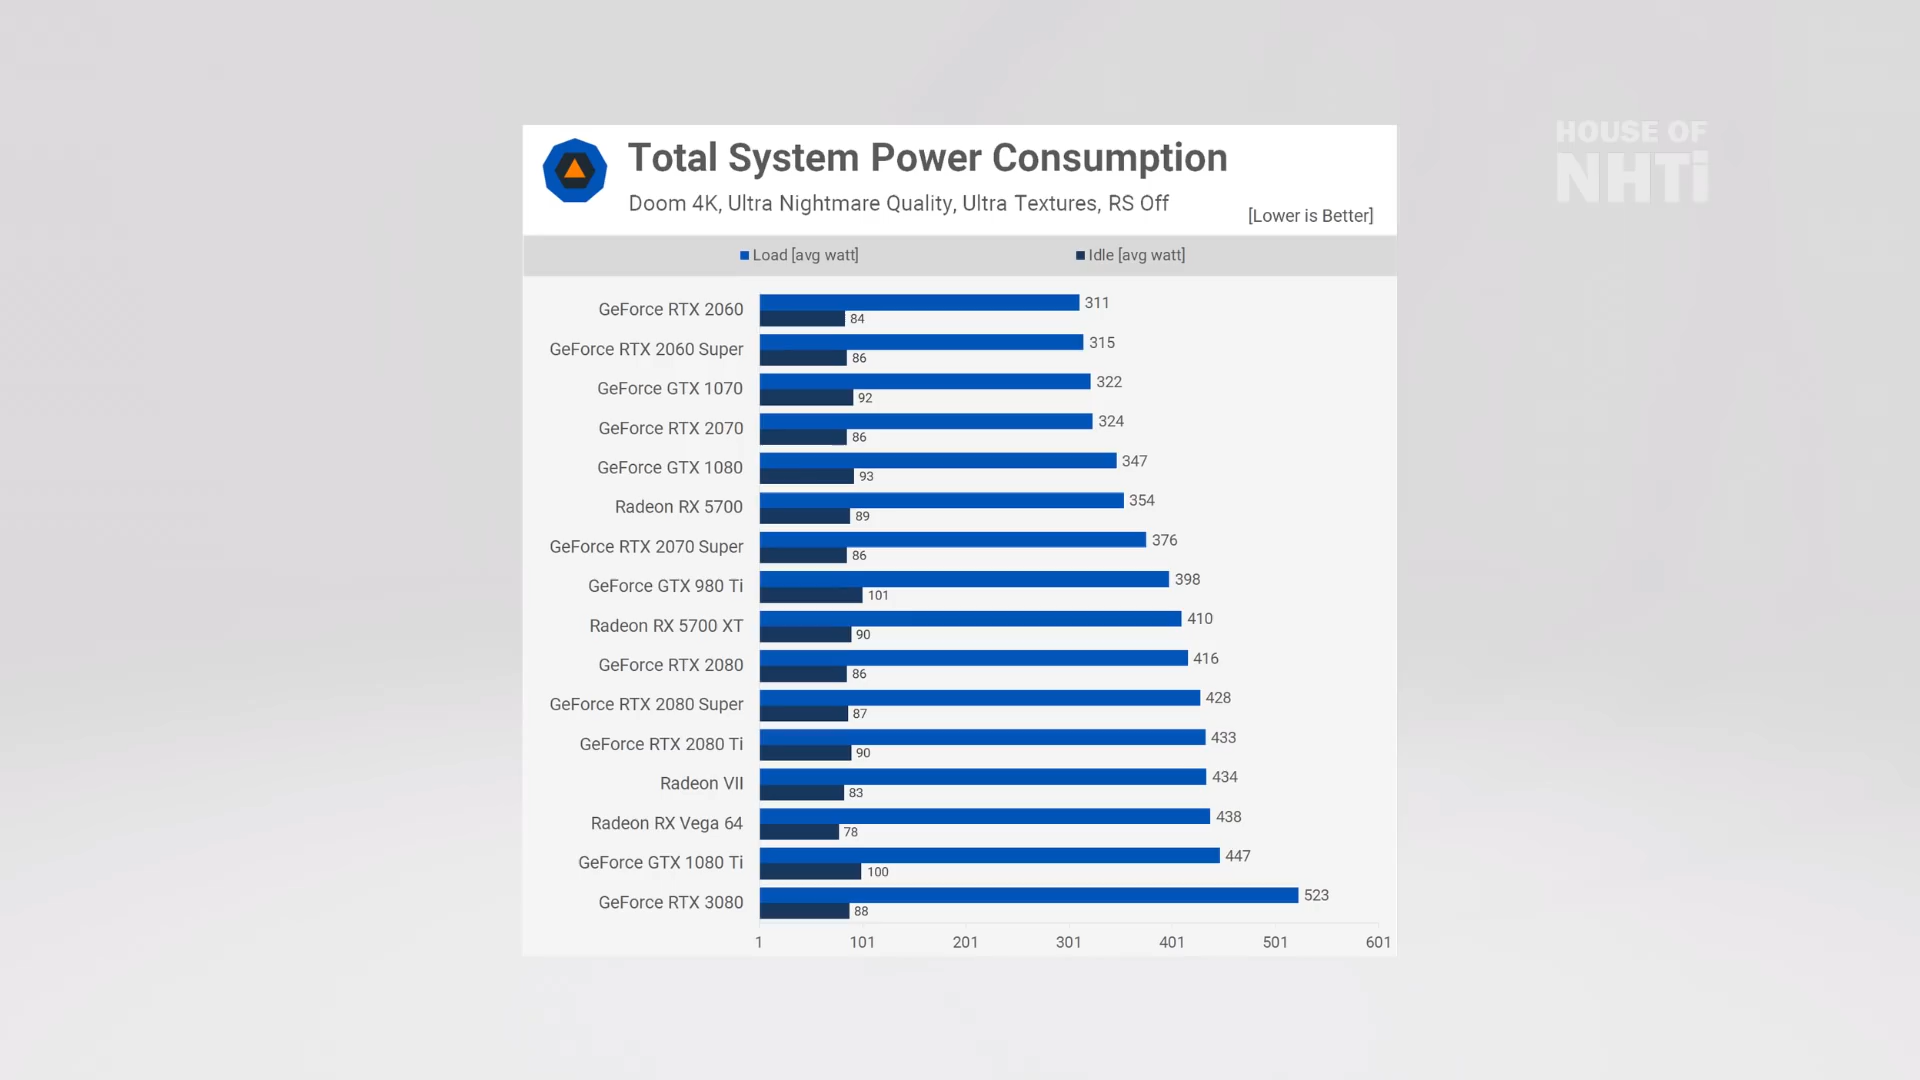 HOUSE OF
NHTi
Total System Power Consumption
Doom 4K, Ultra Nightmare Quality, Ultra Textures, RS Off
[Lower is Better]
Load [avg watt] Idle [avg watt]
GeForce RTX 2060 311
84
GeForce RTX 2060 Super 315
86
GeForce GTX 1070 322
92
GeForce RTX 2070 324
86
GeForce GTX 1080 347
93
Radeon RX 5700 354
89
GeForce RTX 2070 Super 376
86
GeForce GTX 980 Ti 398
101
Radeon RX 5700 XT 410
90
GeForce RTX 2080 416
86
GeForce RTX 2080 Super 428
87
GeForce RTX 2080 Ti 433
90
Radeon VII 434
83
Radeon RX Vega 64 438
78
GeForce GTX 1080 Ti 447
100
GeForce RTX 3080 523
88
1 101 201 301 401 501 601